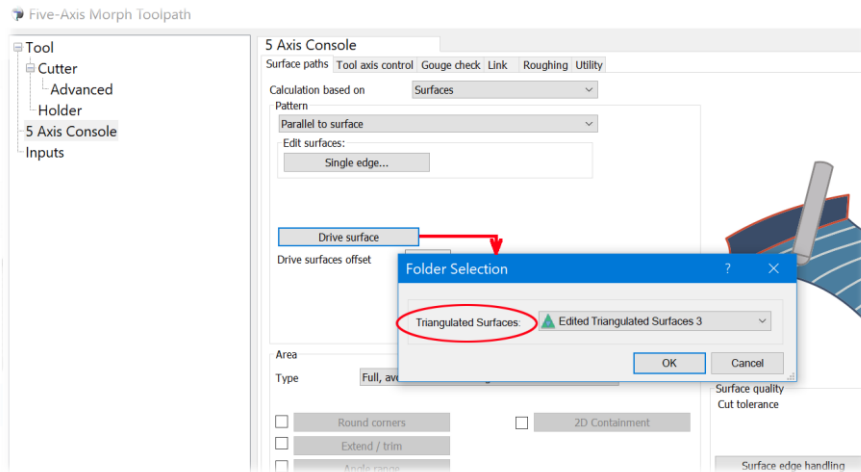 Five-Axis Morph Toolpath
Tool
Cutter
Advanced
Holder
5 Axis Console
Inputs
5 Axis Console
Surface paths Tool axis control Gouge check Link Roughing Utility
Calculation based on Surfaces
Pattern
Parallel to surface
Edit surfaces:
Single edge...
Drive surface
Drive surfaces offset
Folder Selection ? ×
Triangulated Surfaces: Edited Triangulated Surfaces 3
OK Cancel
Area
Type Full,
Surface quality
Cut tolerance
Round corners 2D Containment
Extend / trim
Angle range
Surface edge handling